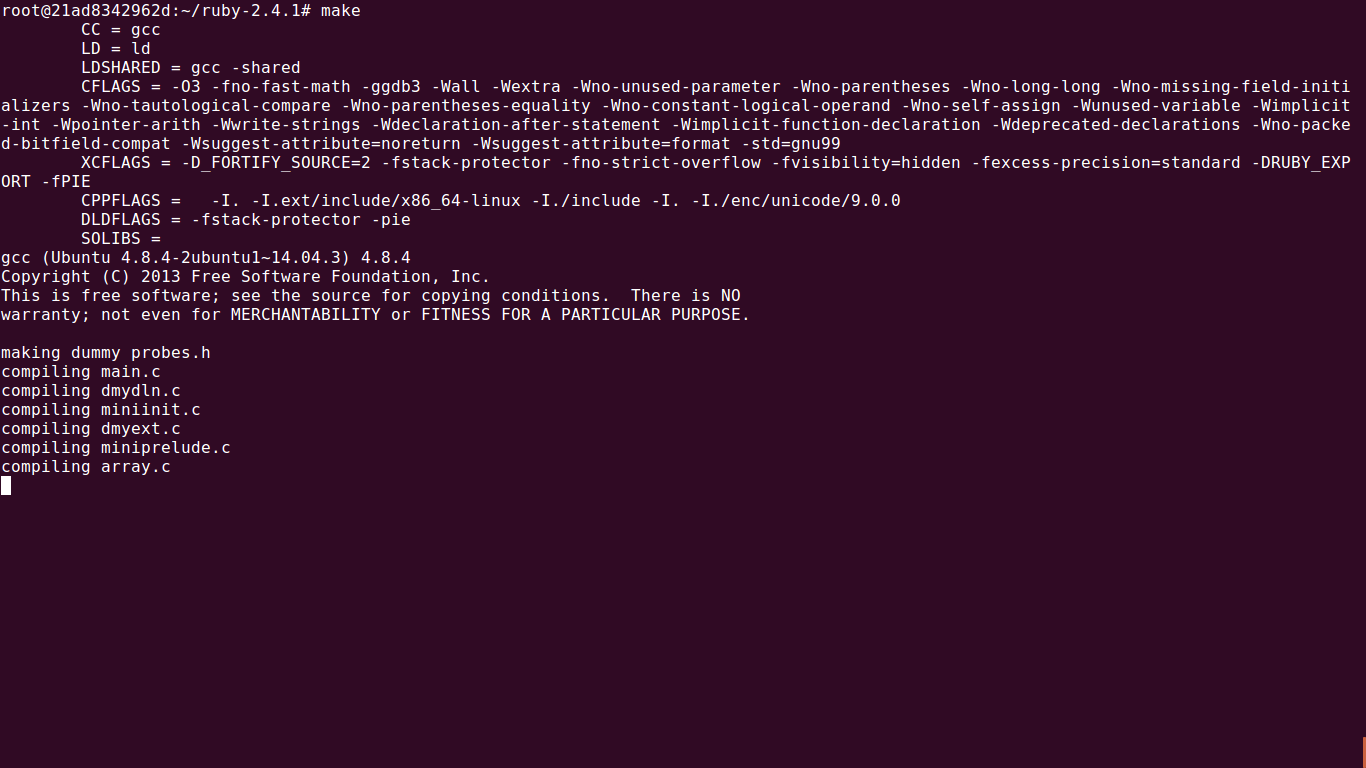 root@21ad8342962d:~/ruby-2.4.1# make
        CC = gcc
        LD = ld
        LDSHARED = gcc -shared
        CFLAGS = -O3 -fno-fast-math -ggdb3 -Wall -Wextra -Wno-unused-parameter -Wno-parentheses -Wno-long-long -Wno-missing-field-initi
alizers -Wno-tautological-compare -Wno-parentheses-equality -Wno-constant-logical-operand -Wno-self-assign -Wunused-variable -Wimplicit
-int -Wpointer-arith -Wwrite-strings -Wdeclaration-after-statement -Wimplicit-function-declaration -Wdeprecated-declarations -Wno-packe
d-bitfield-compat -Wsuggest-attribute=noreturn -Wsuggest-attribute=format -std=gnu99
        XCFLAGS = -D_FORTIFY_SOURCE=2 -fstack-protector -fno-strict-overflow -fvisibility=hidden -fexcess-precision=standard -DRUBY_EXP
ORT -fPIE
        CPPFLAGS =   -I. -I.ext/include/x86_64-linux -I./include -I. -I./enc/unicode/9.0.0
        DLDFLAGS = -fstack-protector -pie
        SOLIBS =
gcc (Ubuntu 4.8.4-2ubuntu1~14.04.3) 4.8.4
Copyright (C) 2013 Free Software Foundation, Inc.
This is free software; see the source for copying conditions.  There is NO
warranty; not even for MERCHANTABILITY or FITNESS FOR A PARTICULAR PURPOSE.

making dummy probes.h
compiling main.c
compiling dmydln.c
compiling miniinit.c
compiling dmyext.c
compiling miniprelude.c
compiling array.c